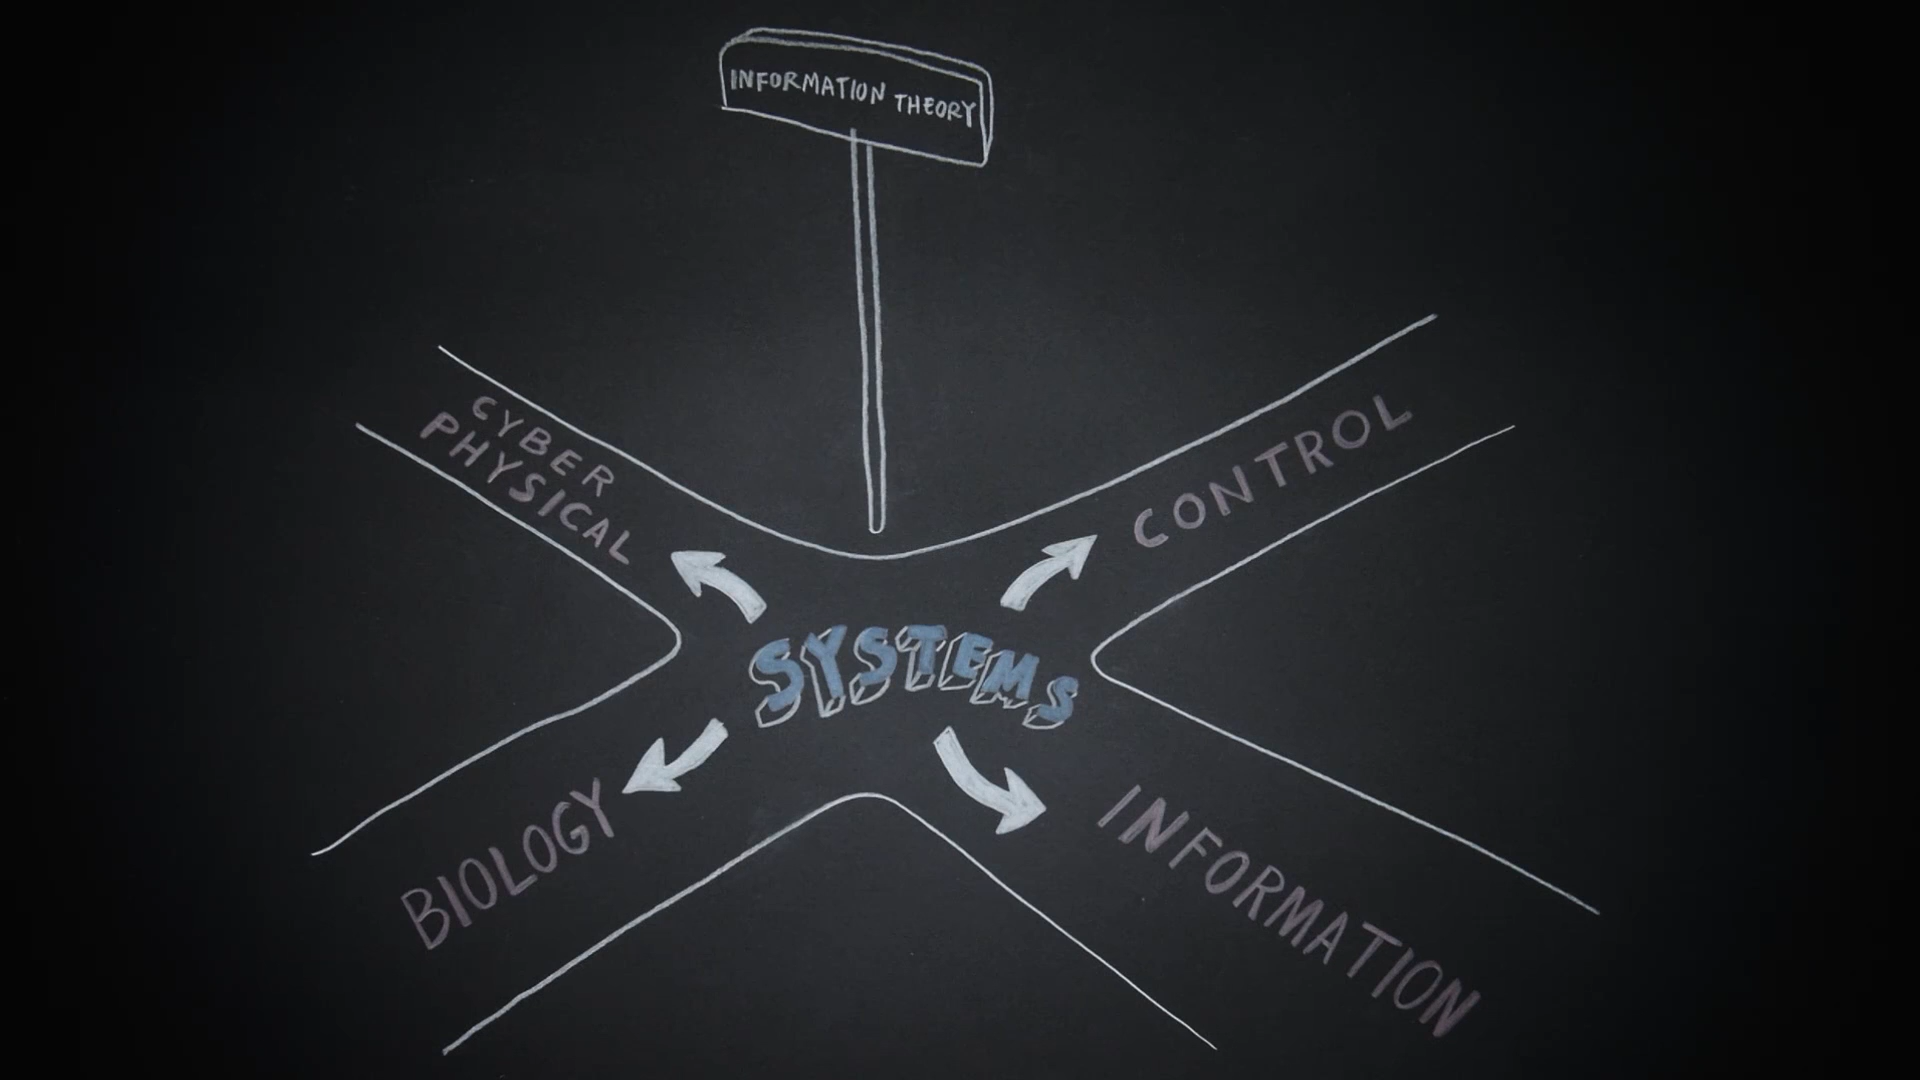 INFORMATION THEORY
CYBER
PHYSICAL
CONTROL
SYSTEMS
BIOLOGY
INFORMATION